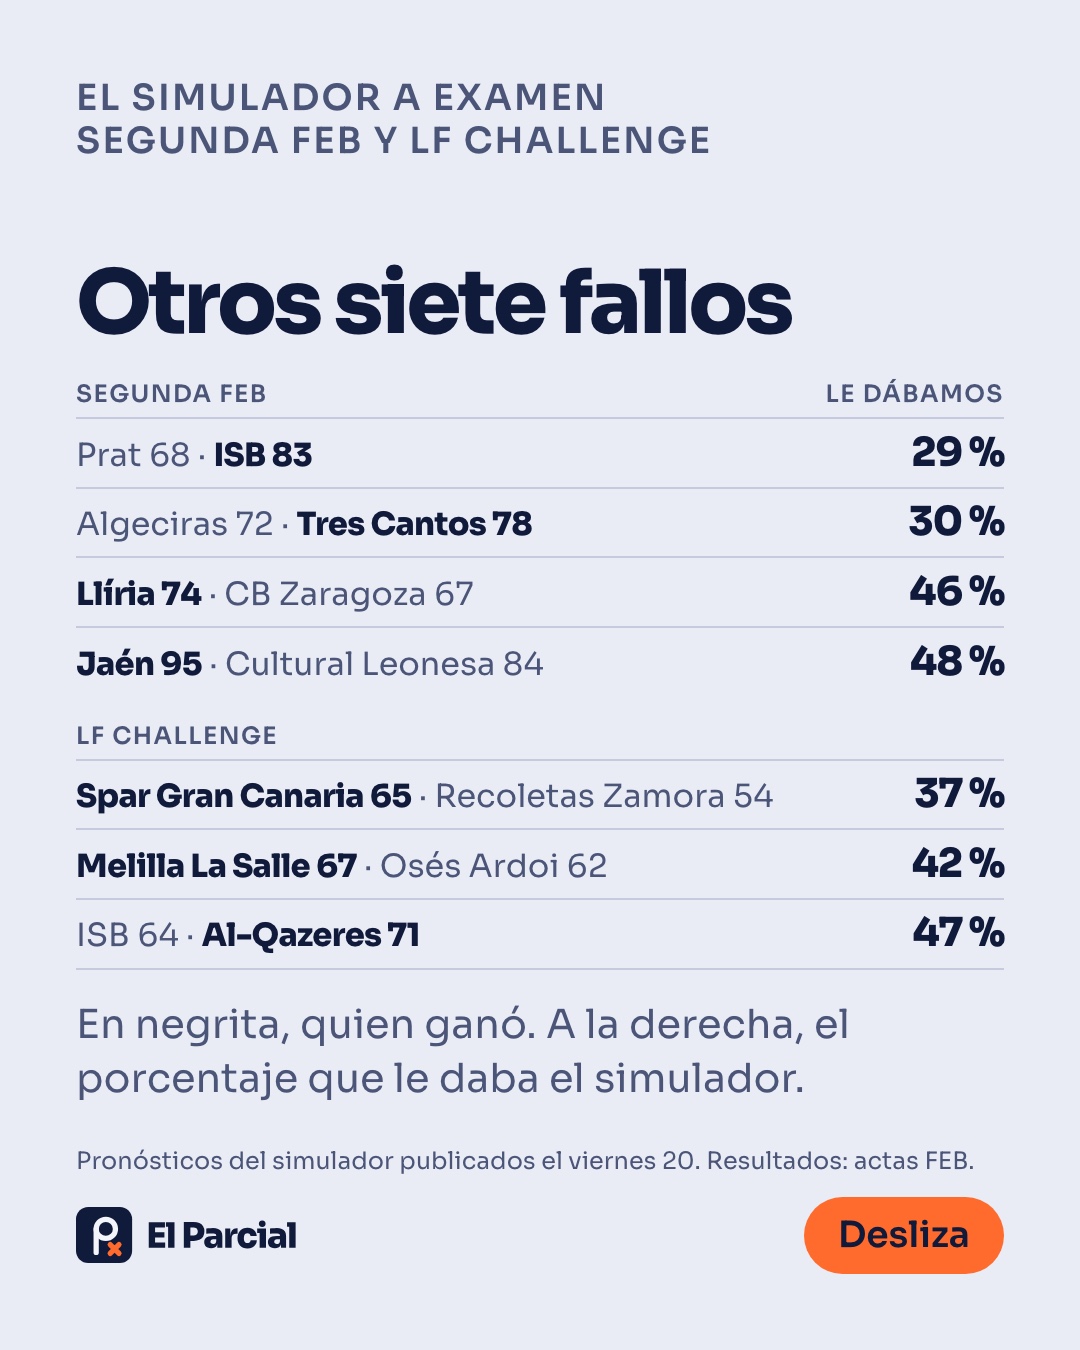 EL SIMULADOR A EXAMEN
SEGUNDA FEB Y LF CHALLENGE
Otros siete fallos
SEGUNDA FEB LE DÁBAMOS
Prat 68 · ISB 83 29 %
Algeciras 72 · Tres Cantos 78 30 %
Llíria 74 · CB Zaragoza 67 46 %
Jaén 95 · Cultural Leonesa 84 48 %
LF CHALLENGE
Spar Gran Canaria 65 · Recoletas Zamora 54 37 %
Melilla La Salle 67 · Osés Ardoi 62 42 %
ISB 64 · Al-Qazeres 71 47 %
En negrita, quien ganó. A la derecha, el
porcentaje que le daba el simulador.
Pronósticos del simulador publicados el viernes 20. Resultados: actas FEB.
El Parcial
Desliza